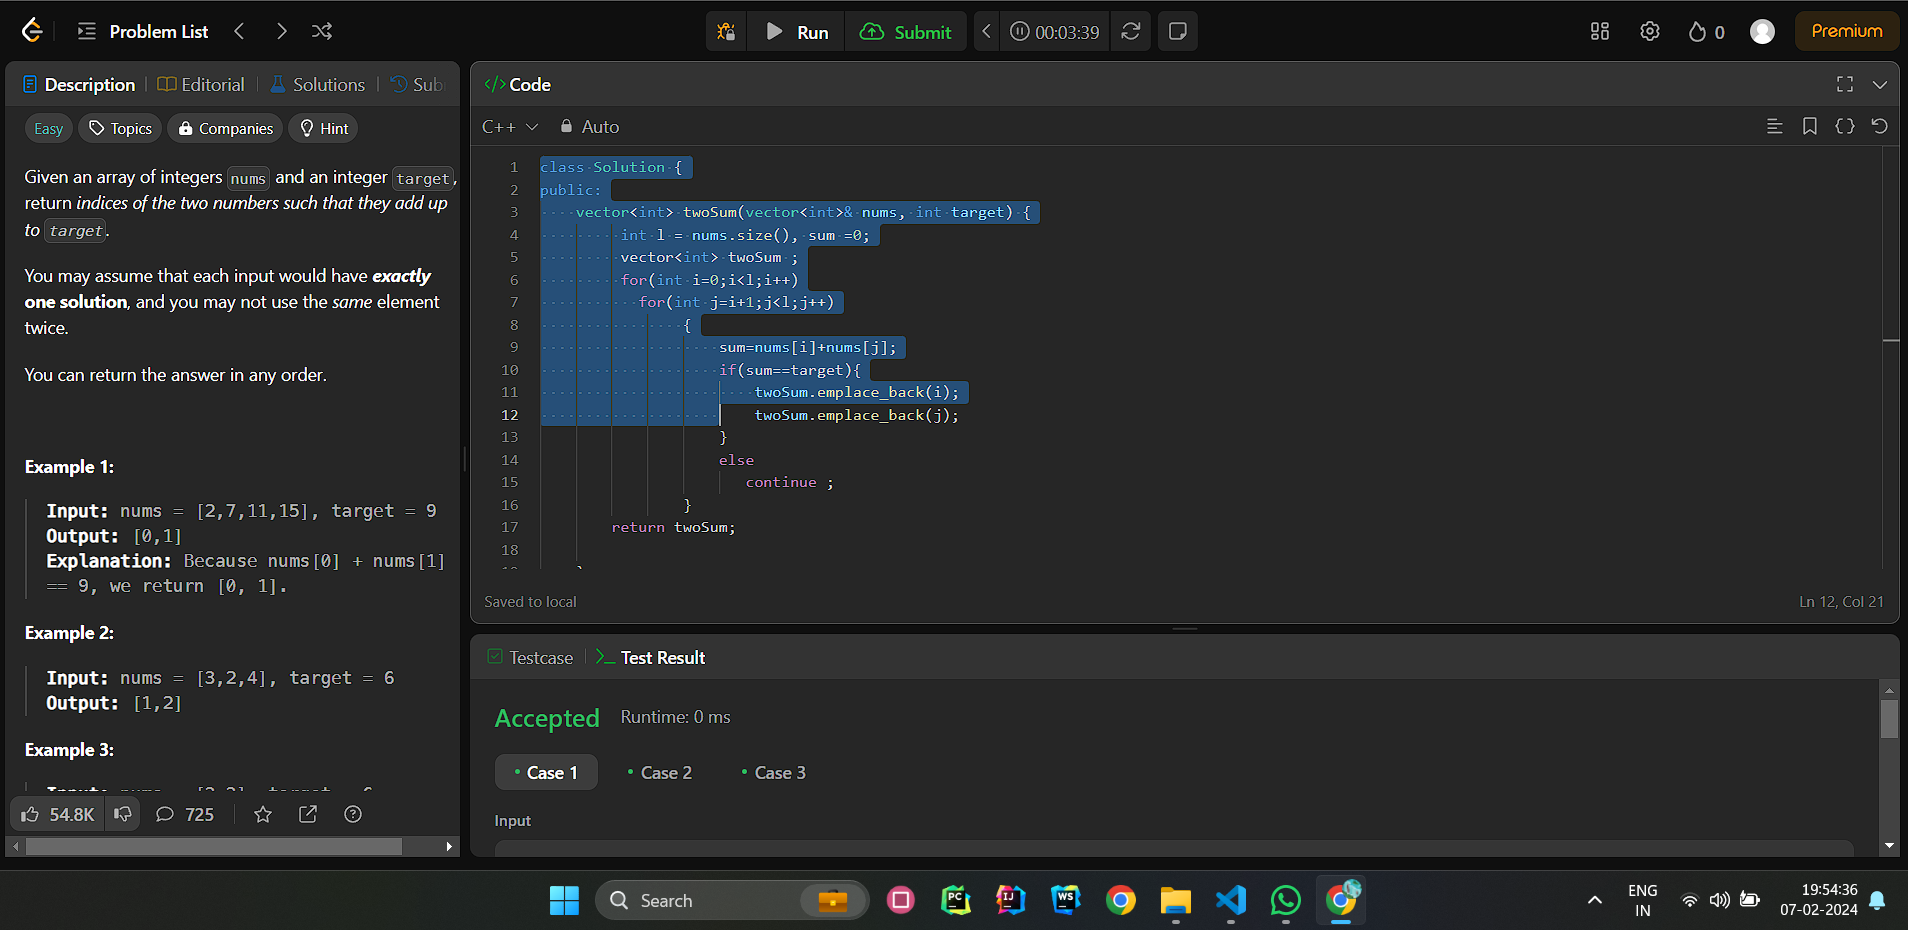 Problem List
Run
Submit
00:03:39
0
Premium
Description
Editorial
Solutions
Sub
Easy
Topics
Companies
Hint
Given an array of integers nums and an integer target,
return indices of the two numbers such that they add up
to target.
You may assume that each input would have exactly
one solution, and you may not use the same element
twice.
You can return the answer in any order.
Example 1:
Input: nums = [2,7,11,15], target = 9
Output: [0,1]
Explanation: Because nums[0] + nums[1]
== 9, we return [0, 1].
Example 2:
Input: nums = [3,2,4], target = 6
Output: [1,2]
Example 3:
54.8K
725
</> Code
C++
Auto
1 class Solution {
2 public:
3 vector<int> twoSum(vector<int>& nums, int target) {
4 int l = nums.size(), sum =0;
5 vector<int> twoSum ;
6 for(int i=0;i<l;i++)
7 for(int j=i+1;j<l;j++)
8 {
9 sum=nums[i]+nums[j];
10 if(sum==target){
11 twoSum.emplace_back(i);
12 twoSum.emplace_back(j);
13 }
14 else
15 continue ;
16 }
17 return twoSum;
18
Saved to local
Ln 12, Col 21
Testcase
>_ Test Result
Accepted
Runtime: 0 ms
Case 1
Case 2
Case 3
Input
Search
PC
IJ
WS
ENG
IN
19:54:36
07-02-2024